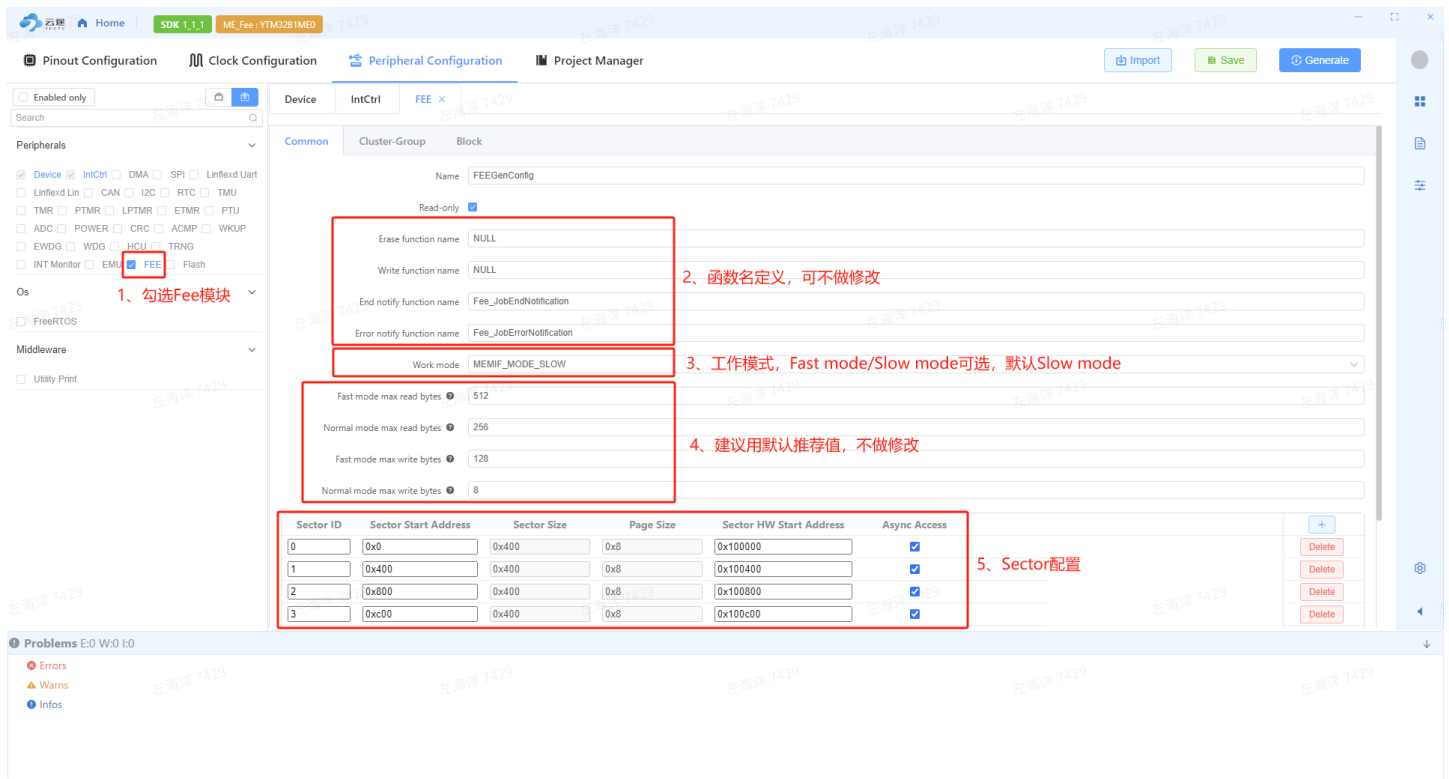 云途 YUNTU Home SDK 1_1_1 ME_Fee : YTM32B1ME0
Pinout Configuration Clock Configuration Peripheral Configuration Project Manager Import Save Generate
Enabled only
Search
Peripherals
Device IntCtrl DMA SPI Linflexd Uart
Linflexd Lin CAN I2C RTC TMU
TMR PTMR LPTMR ETMR PTU
ADC POWER CRC ACMP WKUP
EWDG WDG HCU TRNG
INT Monitor EMU FEE Flash
1、勾选Fee模块
Os
FreeRTOS
Middleware
Utility Print
Device IntCtrl FEE ×
Common Cluster-Group Block
Name FEEGenConfig
Read-only
Erase function name NULL
Write function name NULL
2、函数名定义，可不做修改
End notify function name Fee_JobEndNotification
Error notify function name Fee_JobErrorNotification
Work mode MEMIF_MODE_SLOW
3、工作模式，Fast mode/Slow mode可选，默认Slow mode
Fast mode max read bytes 512
Normal mode max read bytes 256
4、建议用默认推荐值，不做修改
Fast mode max write bytes 128
Normal mode max write bytes 8
Sector ID Sector Start Address Sector Size Page Size Sector HW Start Address Async Access +
0 0x0 0x400 0x8 0x100000 Delete
1 0x400 0x400 0x8 0x100400 Delete
5、Sector配置
2 0x800 0x400 0x8 0x100800 Delete
3 0xc00 0x400 0x8 0x100c00 Delete
Problems E:0 W:0 I:0
Errors
Warns
Infos
左海洋 7429